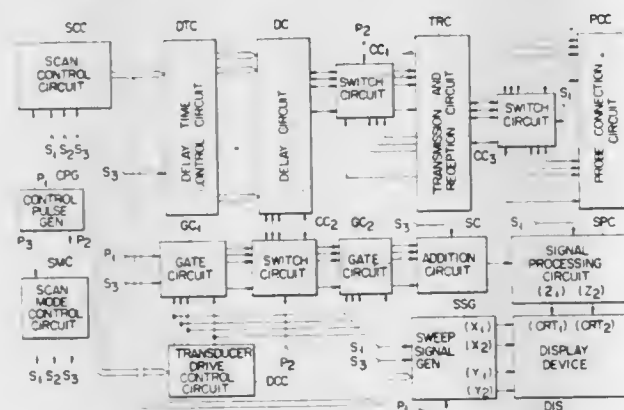 SCC
DTC
DC
P2
CC1
TRC
PCC
SCAN
CONTROL
CIRCUIT
DELAY TIME
CONTROL CIRCUIT
DELAY CIRCUIT
SWITCH
CIRCUIT
TRANSMISSION AND
RECEPTION CIRCUIT
SWITCH
CIRCUIT
S1
PROBE CONNECTION
CIRCUIT
CC3
S1 S2 S3
S3
P1 CPG
CONTROL
PULSE
GEN
P3 P2
GC1
CC2
GC2
S3
SC
S1
SPC
P1
S3
GATE
CIRCUIT
SWITCH
CIRCUIT
GATE
CIRCUIT
ADDITION
CIRCUIT
SIGNAL
PROCESSING
CIRCUIT
(Z1) (Z2)
SMC
SCAN
MODE CONTROL
CIRCUIT
S1 S2 S3
TRANSDUCER
DRIVE CONTROL
CIRCUIT
P2
DCC
SSG
S1
S3
SWEEP
SIGNAL
GEN
(X1)
(X2)
(Y1)
(Y2)
P1
(CRT1) (CRT2)
DISPLAY
DEVICE
DIS